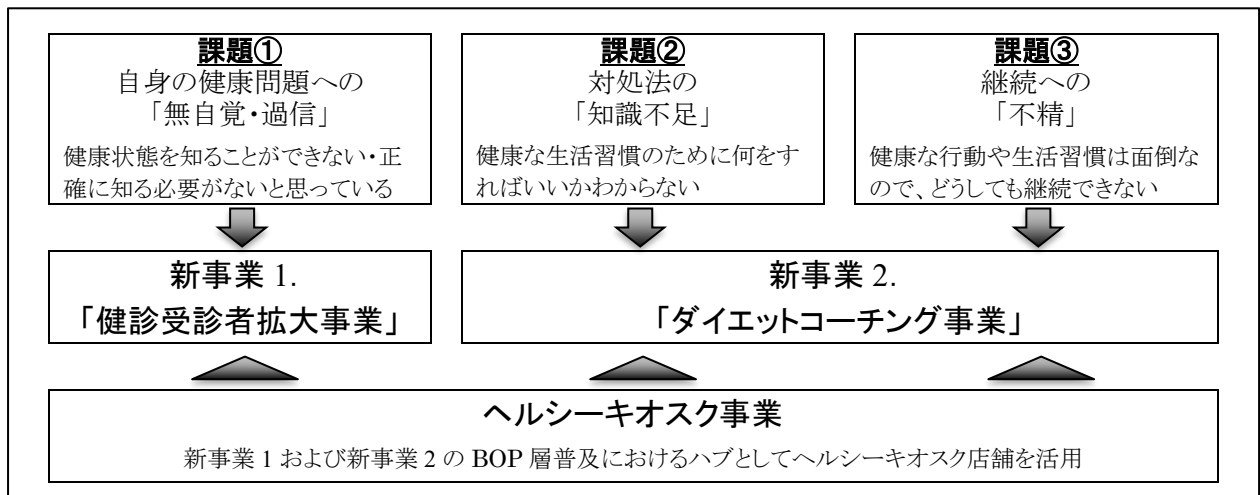 課題①
自身の健康問題への
「無自覚・過信」
健康状態を知ることができない・正
確に知る必要がないと思っている
課題②
対処法の
「知識不足」
健康な生活習慣のために何をす
ればいいかわからない
課題③
継続への
「不精」
健康な行動や生活習慣は面倒な
ので、どうしても継続できない
新事業 1.
「健診受診者拡大事業」
新事業 2.
「ダイエットコーチング事業」
ヘルシーキオスク事業
新事業 1 および新事業 2 の BOP 層普及におけるハブとしてヘルシーキオスク店舗を活用